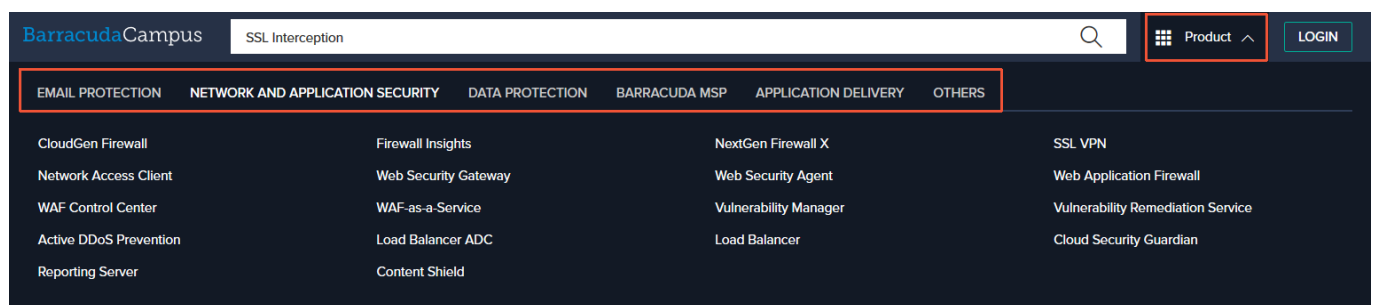 BarracudaCampus SSL Interception Product LOGIN
EMAIL PROTECTION NETWORK AND APPLICATION SECURITY DATA PROTECTION BARRACUDA MSP APPLICATION DELIVERY OTHERS
CloudGen Firewall Firewall Insights NextGen Firewall X SSL VPN
Network Access Client Web Security Gateway Web Security Agent Web Application Firewall
WAF Control Center WAF-as-a-Service Vulnerability Manager Vulnerability Remediation Service
Active DDoS Prevention Load Balancer ADC Load Balancer Cloud Security Guardian
Reporting Server Content Shield